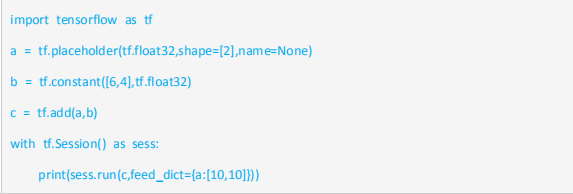 import tensorflow as tf
a = tf.placeholder(tf.float32,shape=[2],name=None)
b = tf.constant([6,4],tf.float32)
c = tf.add(a,b)
with tf.Session() as sess:
print(sess.run(c,feed_dict={a:[10,10]}))